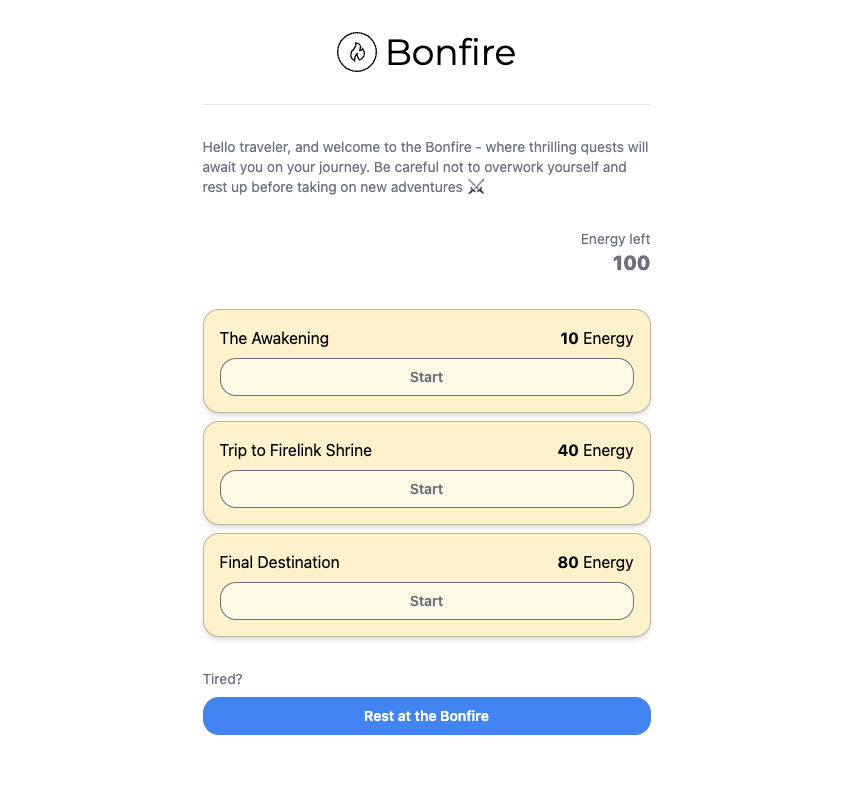 Bonfire
Hello traveler, and welcome to the Bonfire - where thrilling quests will
await you on your journey. Be careful not to overwork yourself and
rest up before taking on new adventures ⚔️
Energy left
100
The Awakening 10 Energy
Start
Trip to Firelink Shrine 40 Energy
Start
Final Destination 80 Energy
Start
Tired?
Rest at the Bonfire